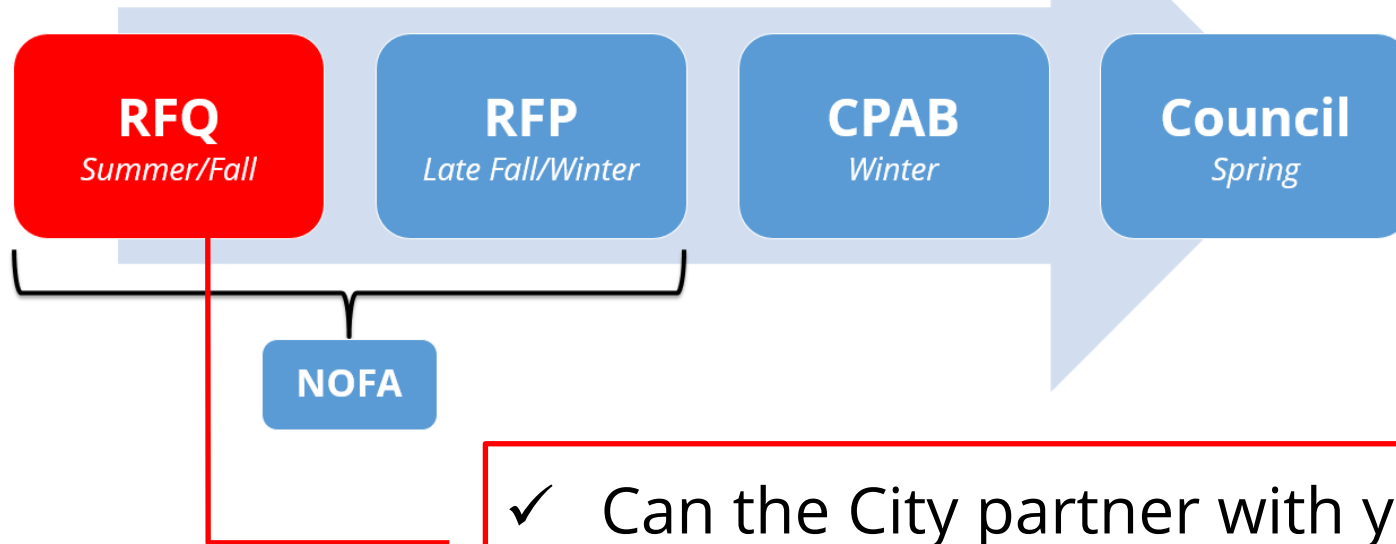 RFQ
Summer/Fall
RFP
Late Fall/Winter
CPAB
Winter
Council
Spring
NOFA
✓ Can the City partner with